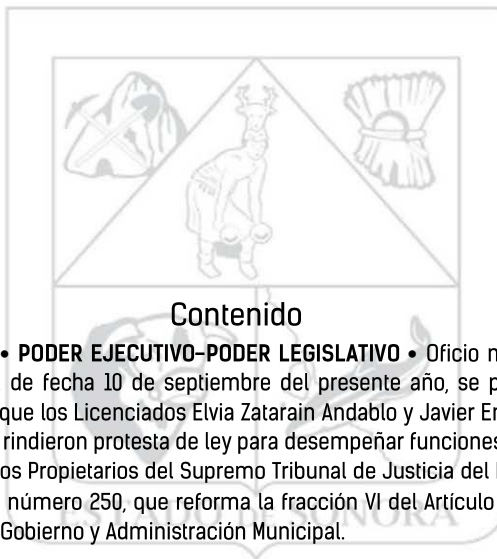 Contenido
• PODER EJECUTIVO-PODER LEGISLATIVO • Oficio
de fecha 10 de septiembre del presente año, se
que los Licenciados Elvia Zatarain Andablo y Javier
rindieron protesta de ley para desempeñar funciones
os Propietarios del Supremo Tribunal de Justicia del
número 250, que reforma la fracción VI del Artículo
Gobierno y Administración Municipal.